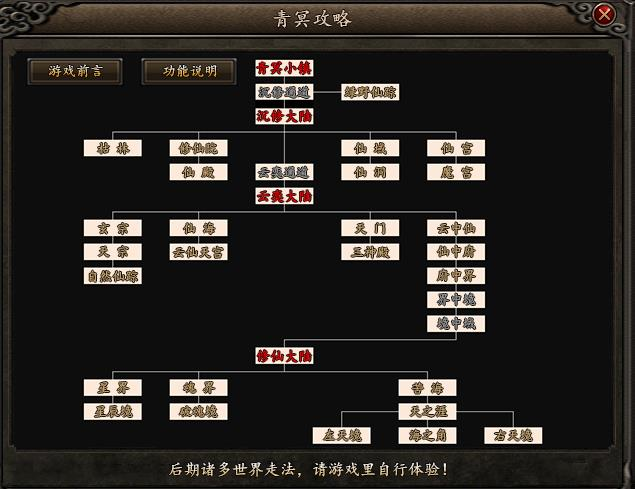 青冥攻略
游戏前言 功能说明
青冥小镇
沉修通道 绿野仙踪
沉修大陆
枯林 修仙院 仙域 仙宫
仙殿 云奕通道 仙洞 魔宫
云奕大陆
玄宗 仙海 天门 云中仙
天宗 云仙天宫 三神殿 仙中府
自然仙踪 府中界
界中境
境中域
修仙大陆
星界 魂界 苦海
星辰境 破魂境 天之涯
左天境 海之角 右天境
后期诸多世界走法，请游戏里自行体验！